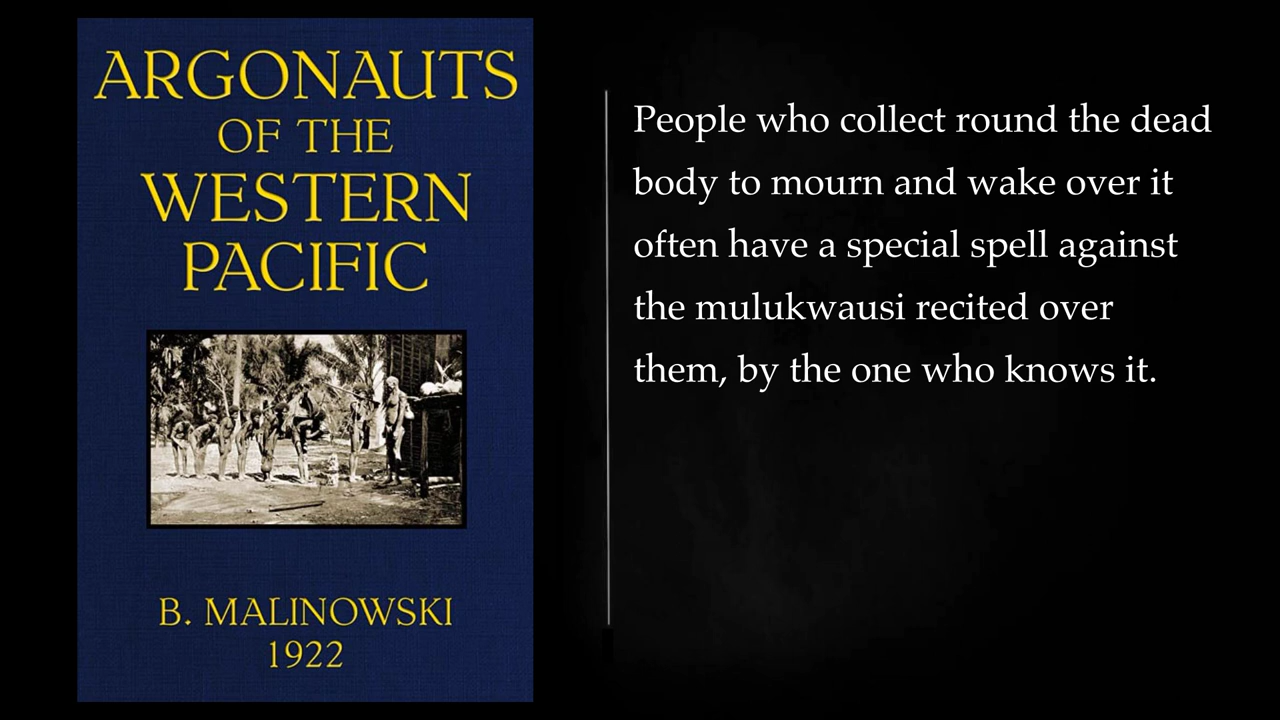 ARGONAUTS
OF THE
WESTERN
PACIFIC
B. MALINOWSKI
1922
People who collect round the dead
body to mourn and wake over it
often have a special spell against
the mulukwausi recited over
them, by the one who knows it.